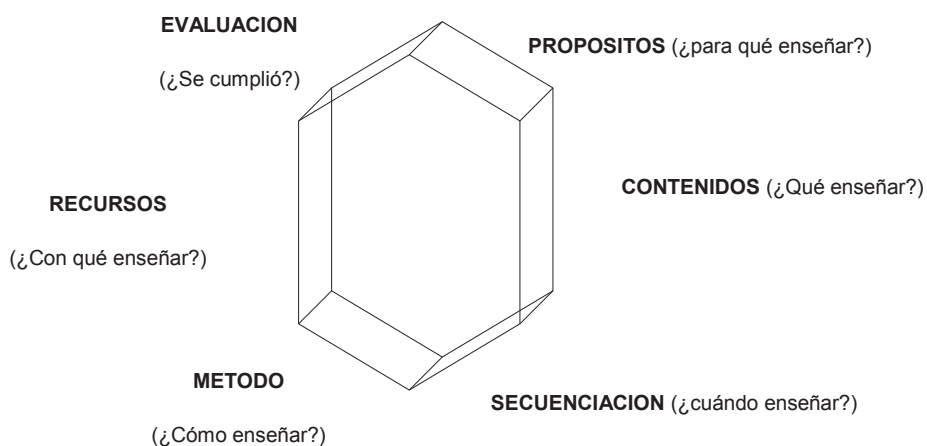 EVALUACION
(¿Se cumplió?)
PROPOSITOS (¿para qué enseñar?)
CONTENIDOS (¿Qué enseñar?)
RECURSOS
(¿Con qué enseñar?)
METODO
(¿Cómo enseñar?)
SECUENCIACION (¿cuándo enseñar?)